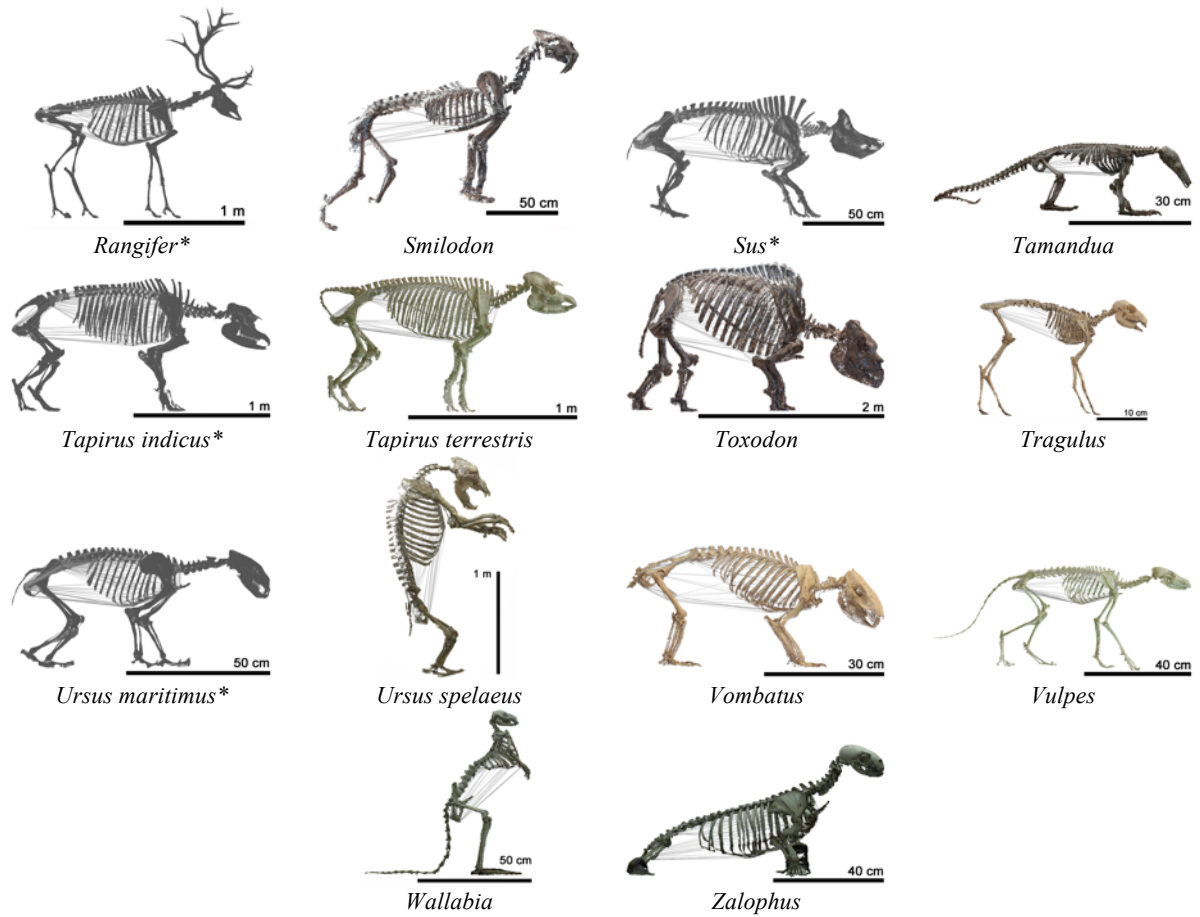 1 m
50 cm
50 cm
30 cm
Rangifer*
Smilodon
Sus*
Tamandua
1 m
1 m
2 m
10 cm
Tapirus indicus*
Tapirus terrestris
Toxodon
Tragulus
50 cm
1 m
30 cm
40 cm
Ursus maritimus*
Ursus spelaeus
Vombatus
Vulpes
50 cm
40 cm
Wallabia
Zalophus